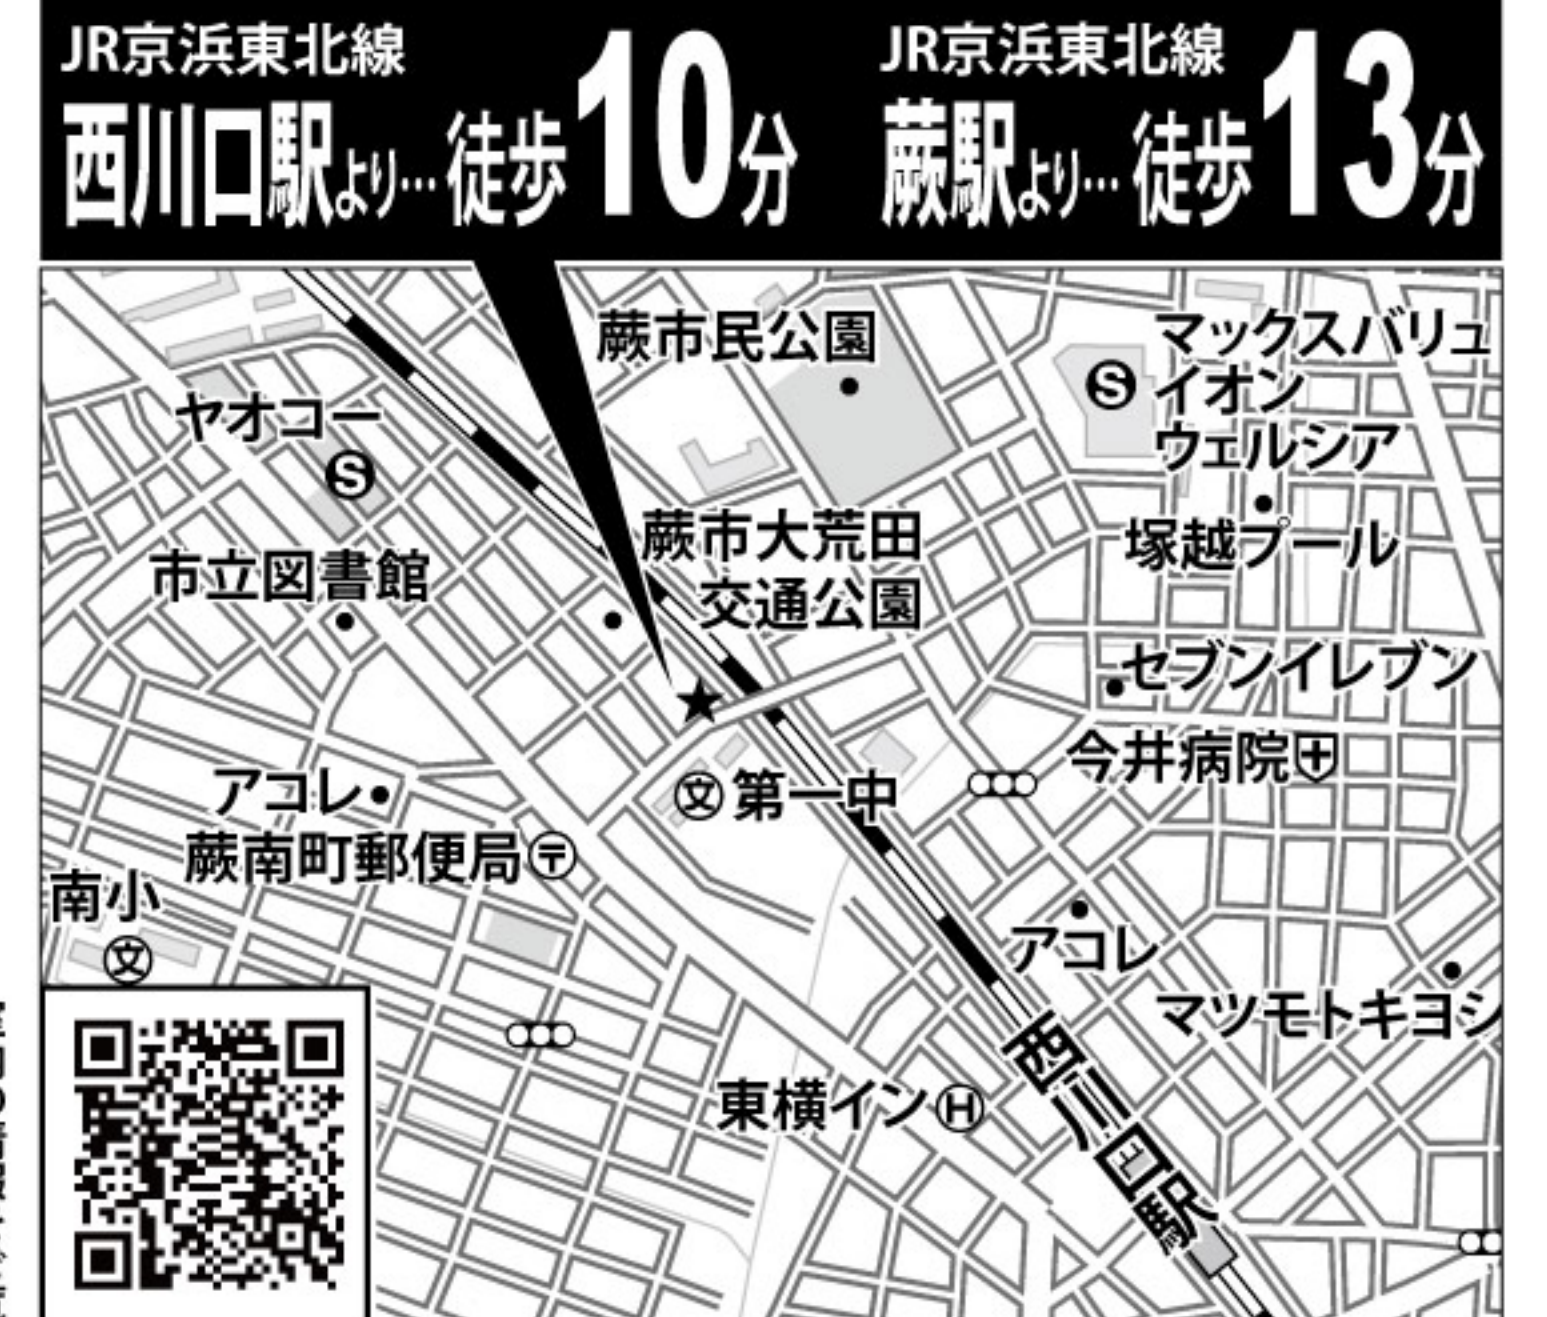 JR京浜東北線
西川口駅より…徒歩10分
JR京浜東北線
蕨駅より…徒歩13分
蕨市民公園
マックスバリュ
イオン
ウェルシア
ヤオコー
S
S
蕨市大荒田
交通公園
塚越プール
市立図書館
セブンイレブン
今井病院
文第一中
アコレ
蕨南町郵便局〒
南小
文
アコレ
マツモトキヨシ
東横インH
西川口駅